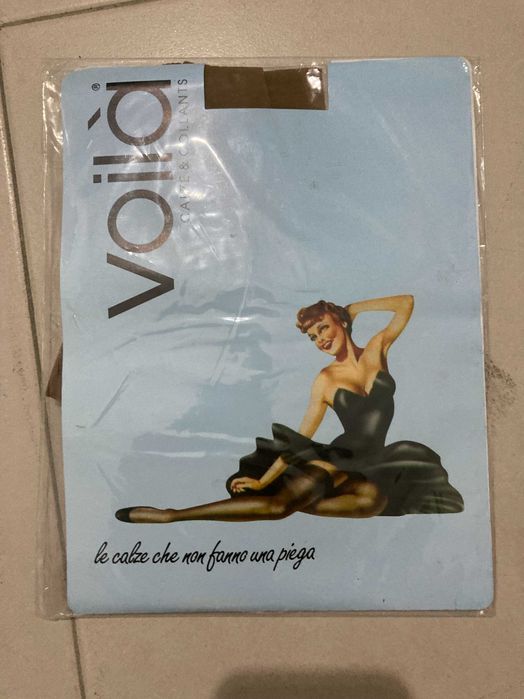 voilà®
CALZE & COLLANTS
le calze che non fanno una piega